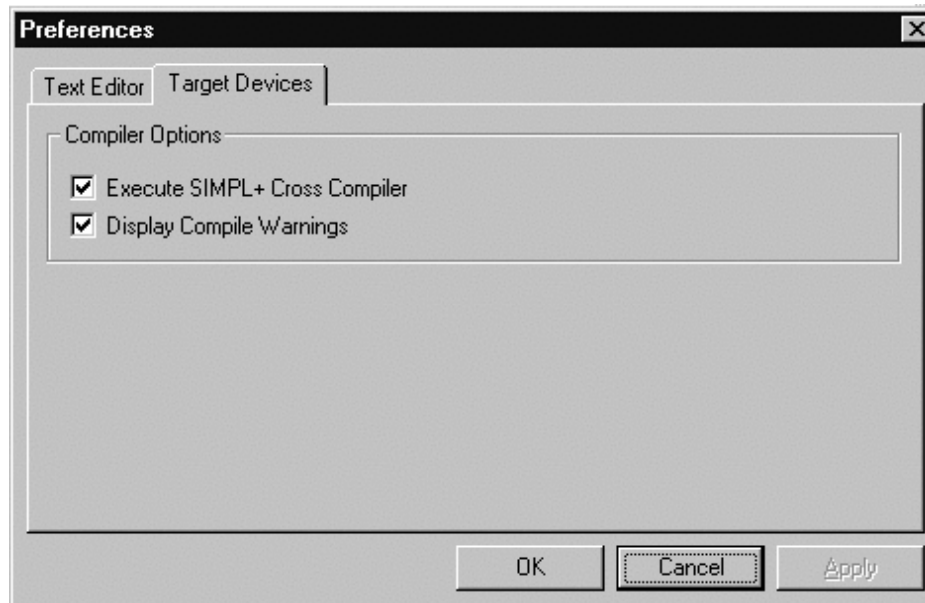 Preferences
Text Editor
Target Devices
Compiler Options
Execute SIMPL+ Cross Compiler
Display Compile Warnings
OK
Cancel
Apply